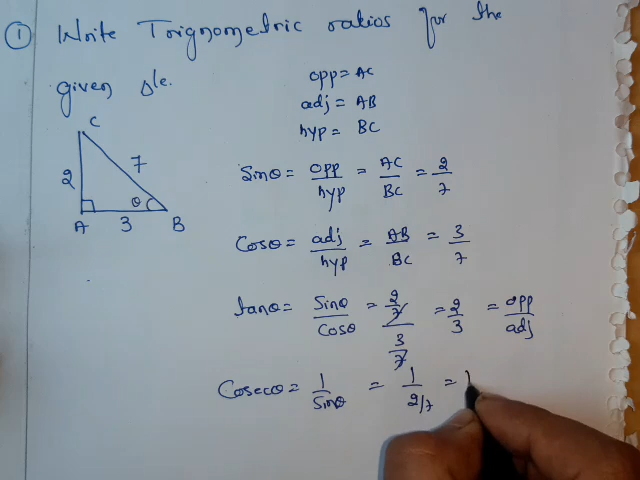 ① Write Trignometric ratios for the
given Δle.
opp = AC
adj = AB
hyp = BC
C
2
7
θ
A
3
B
Sinθ = opp/hyp = AC/BC = 2/7
Cosθ = adj/hyp = AB/BC = 3/7
tanθ = Sinθ/Cosθ = 2/7 / 3/7 = 2/3 = opp/adj
Cosecθ = 1/Sinθ = 1/2/7 =